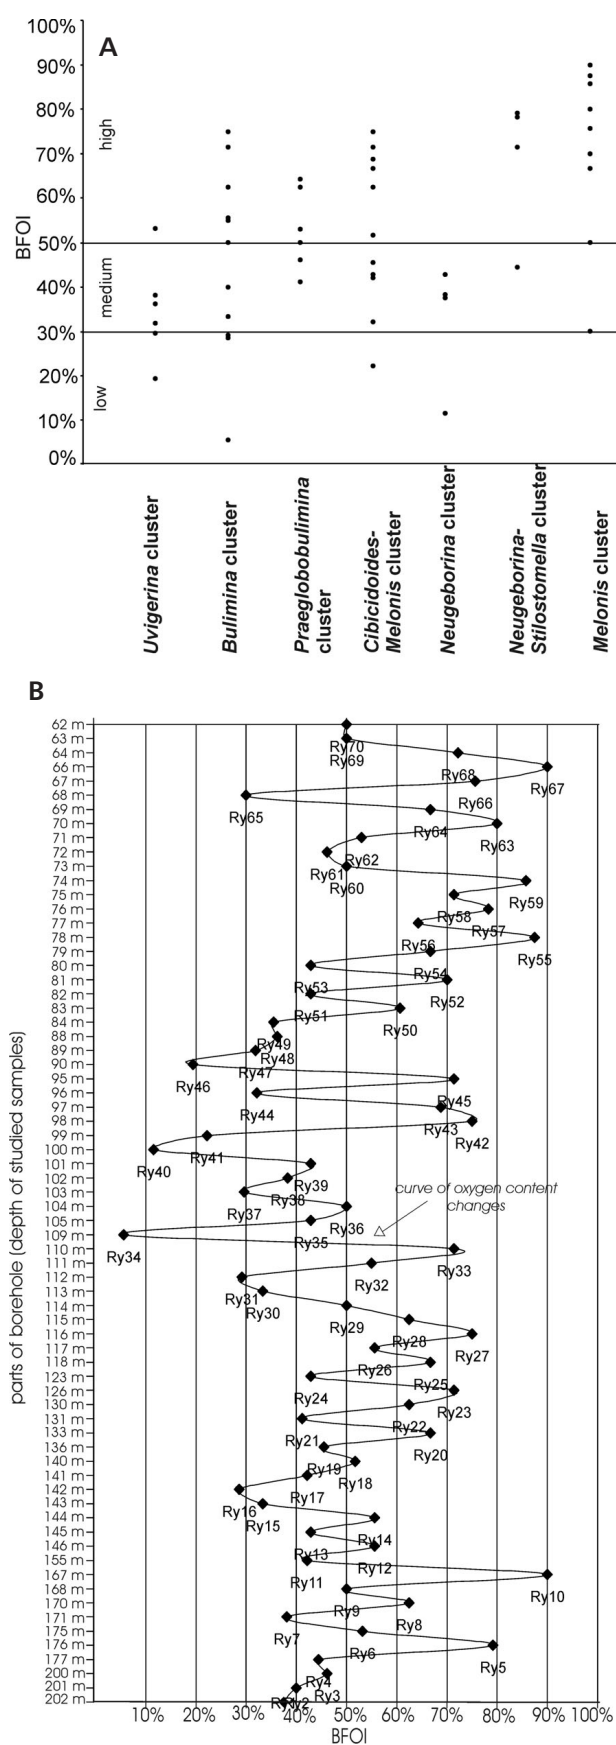 A
100%
90%
80%
70%
60%
50%
40%
30%
20%
10%
0%
BFOI
high
medium
low
Uvigerina cluster
Bulimina cluster
Praeglobobulimina
cluster
Cibicidoides-
Melonis cluster
Neugeborina cluster
Neugeborina-
Stilostomella cluster
Melonis cluster
B
parts of borehole (depth of studied samples)
62 m
63 m
64 m
66 m
67 m
68 m
69 m
70 m
71 m
72 m
73 m
74 m
75 m
76 m
77 m
78 m
79 m
80 m
81 m
82 m
83 m
84 m
88 m
89 m
90 m
95 m
96 m
97 m
98 m
99 m
100 m
101 m
102 m
103 m
104 m
105 m
109 m
110 m
111 m
112 m
113 m
114 m
115 m
116 m
117 m
118 m
123 m
126 m
130 m
131 m
133 m
136 m
140 m
141 m
142 m
143 m
144 m
145 m
146 m
155 m
167 m
168 m
170 m
171 m
175 m
176 m
177 m
200 m
201 m
202 m
Ry70
Ry69
Ry68
Ry67
Ry66
Ry65
Ry64
Ry63
Ry62
Ry61
Ry60
Ry59
Ry58
Ry57
Ry56
Ry55
Ry54
Ry53
Ry52
Ry51
Ry50
Ry49
Ry48
Ry47
Ry46
Ry45
Ry44
Ry43
Ry42
Ry41
Ry40
Ry39
Ry38
Ry37
Ry36
Ry35
Ry34
Ry33
Ry32
Ry31
Ry30
Ry29
Ry28
Ry27
Ry26
Ry25
Ry24
Ry23
Ry22
Ry21
Ry20
Ry19
Ry18
Ry17
Ry16
Ry15
Ry14
Ry13
Ry12
Ry11
Ry10
Ry9
Ry8
Ry7
Ry6
Ry5
Ry4
Ry3
Ry2
curve of oxygen content
changes
10%
20%
30%
40%
50%
60%
70%
80%
90%
100%
BFOI